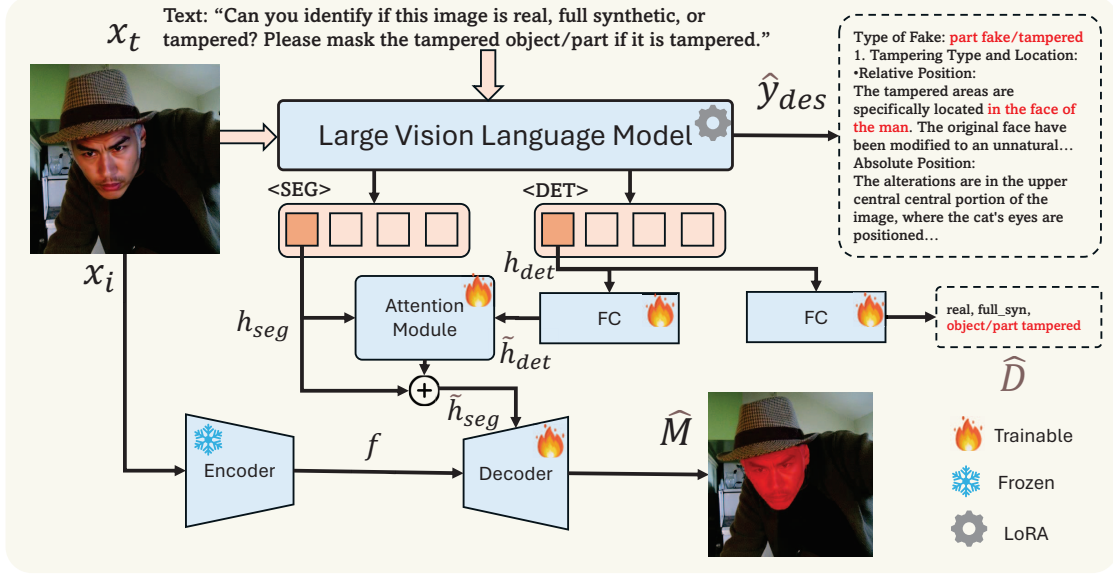 x_t
Text: “Can you identify if this image is real, full synthetic, or
tampered? Please mask the tampered object/part if it is tampered.”
Large Vision Language Model
ŷ_des
Type of Fake: part fake/tampered
1. Tampering Type and Location:
•Relative Position:
The tampered areas are
specifically located in the face of
the man. The original face have
been modified to an unnatural…
Absolute Position:
The alterations are in the upper
central central portion of the
image, where the cat's eyes are
positioned…
<SEG>
<DET>
x_i
h_det
h_seg
Attention
Module
FC
FC
real, full_syn,
object/part tampered
h̃_det
D̂
h̃_seg
M̂
Encoder
f
Decoder
Trainable
Frozen
LoRA